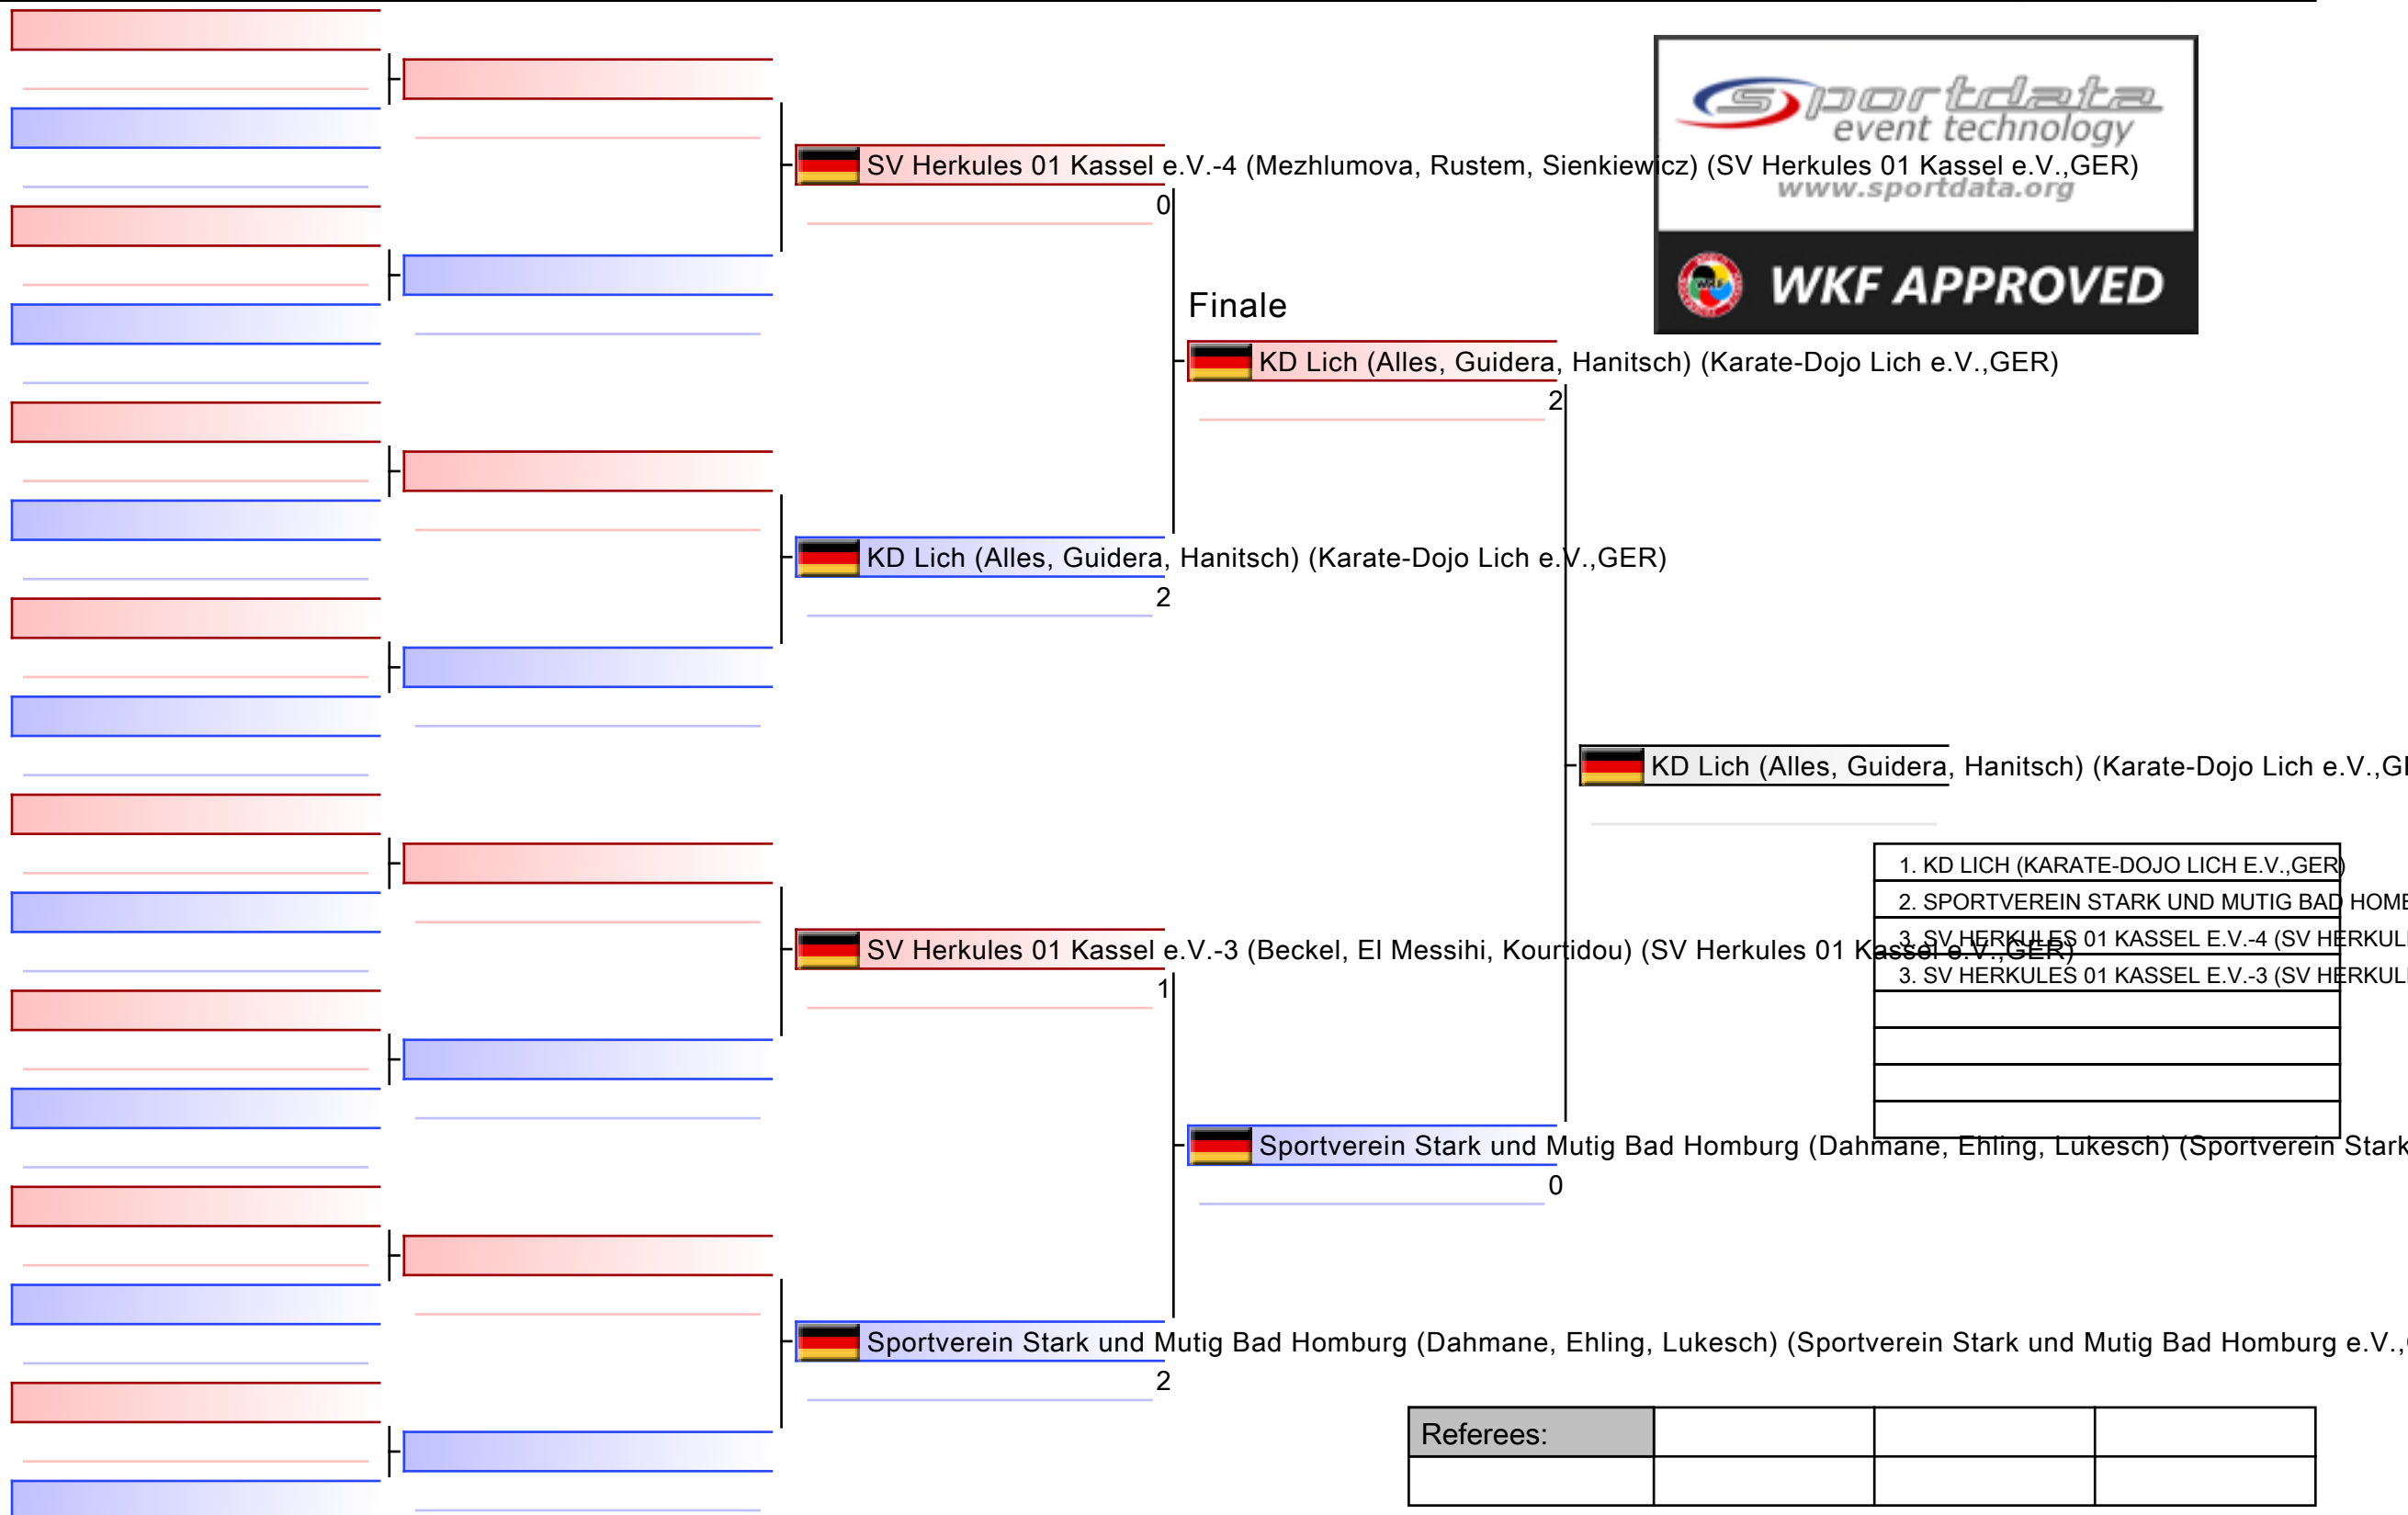 sportdata
event technology
SV Herkules 01 Kassel e.V.-4 (Mezhlumova, Rustem, Sienkiewicz) (SV Herkules 01 Kassel e.V.,GER)
www.sportdata.org
0
WKF APPROVED
Finale
KD Lich (Alles, Guidera, Hanitsch) (Karate-Dojo Lich e.V.,GER)
2
KD Lich (Alles, Guidera, Hanitsch) (Karate-Dojo Lich e.V.,GER)
2
KD Lich (Alles, Guidera, Hanitsch) (Karate-Dojo Lich e.V.,G
1. KD LICH (KARATE-DOJO LICH E.V.,GER)
2. SPORTVEREIN STARK UND MUTIG BAD HOM
3. SV HERKULES 01 KASSEL E.V.-4 (SV HERKUL
SV Herkules 01 Kassel e.V.-3 (Beckel, El Messihi, Kourtidou) (SV Herkules 01 Kassel e.V.,GER)
3. SV HERKULES 01 KASSEL E.V.-3 (SV HERKUL
1
Sportverein Stark und Mutig Bad Homburg (Dahmane, Ehling, Lukesch) (Sportverein Stark
0
Sportverein Stark und Mutig Bad Homburg (Dahmane, Ehling, Lukesch) (Sportverein Stark und Mutig Bad Homburg e.V.,
2
Referees: